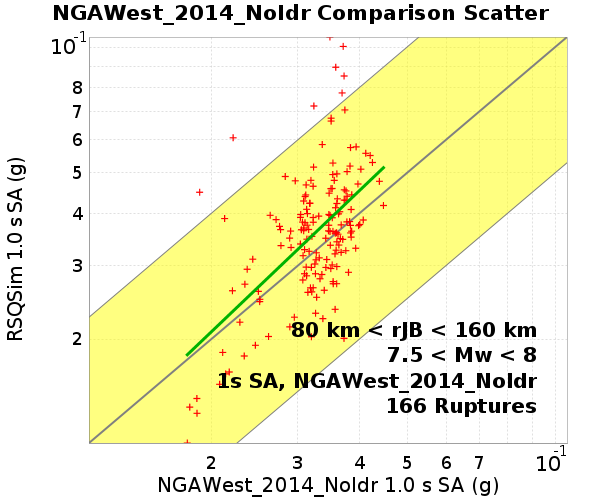 NGAWest_2014_NoIdr Comparison Scatter
RSQSim 1.0 s SA (g)
10-1
8
7
6
5
4
3
2
80 km < rJB < 160 km
7.5 < Mw < 8
1s SA, NGAWest_2014_NoIdr
166 Ruptures
2 3 4 5 6 7 8 10-1
NGAWest_2014_NoIdr 1.0 s SA (g)